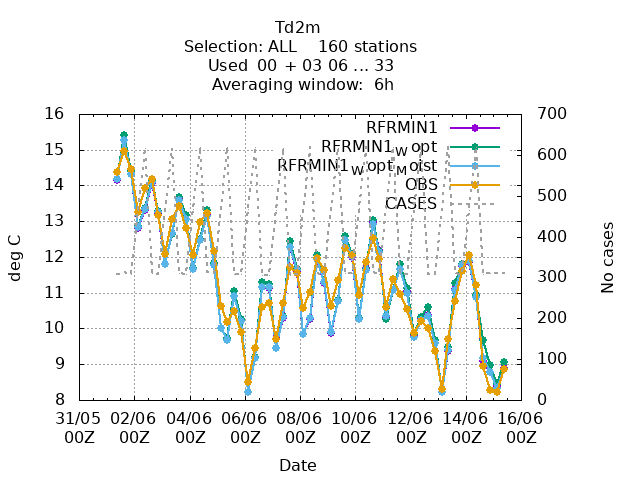 Td2m
Selection: ALL    160 stations
Used  00 + 03 06 ... 33
Averaging window:  6h
deg C
16
15
14
13
12
11
10
9
8
RFRMIN1
RFRMIN1_W opt
RFRMIN1_W opt_M oist
OBS
CASES
700
600
500
400
300
200
100
0
No cases
31/05 02/06 04/06 06/06 08/06 10/06 12/06 14/06 16/06
00Z 00Z 00Z 00Z 00Z 00Z 00Z 00Z 00Z
Date